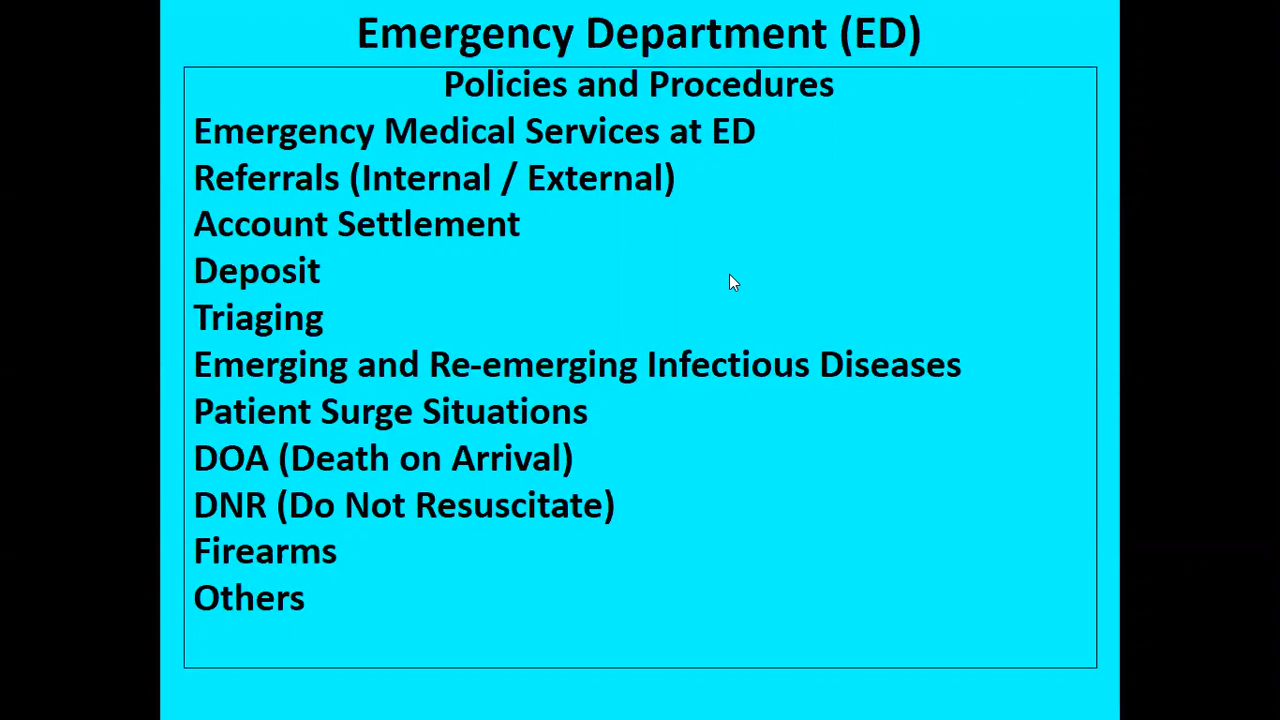 Emergency Department (ED)
Policies and Procedures
Emergency Medical Services at ED
Referrals (Internal / External)
Account Settlement
Deposit
Triaging
Emerging and Re-emerging Infectious Diseases
Patient Surge Situations
DOA (Death on Arrival)
DNR (Do Not Resuscitate)
Firearms
Others